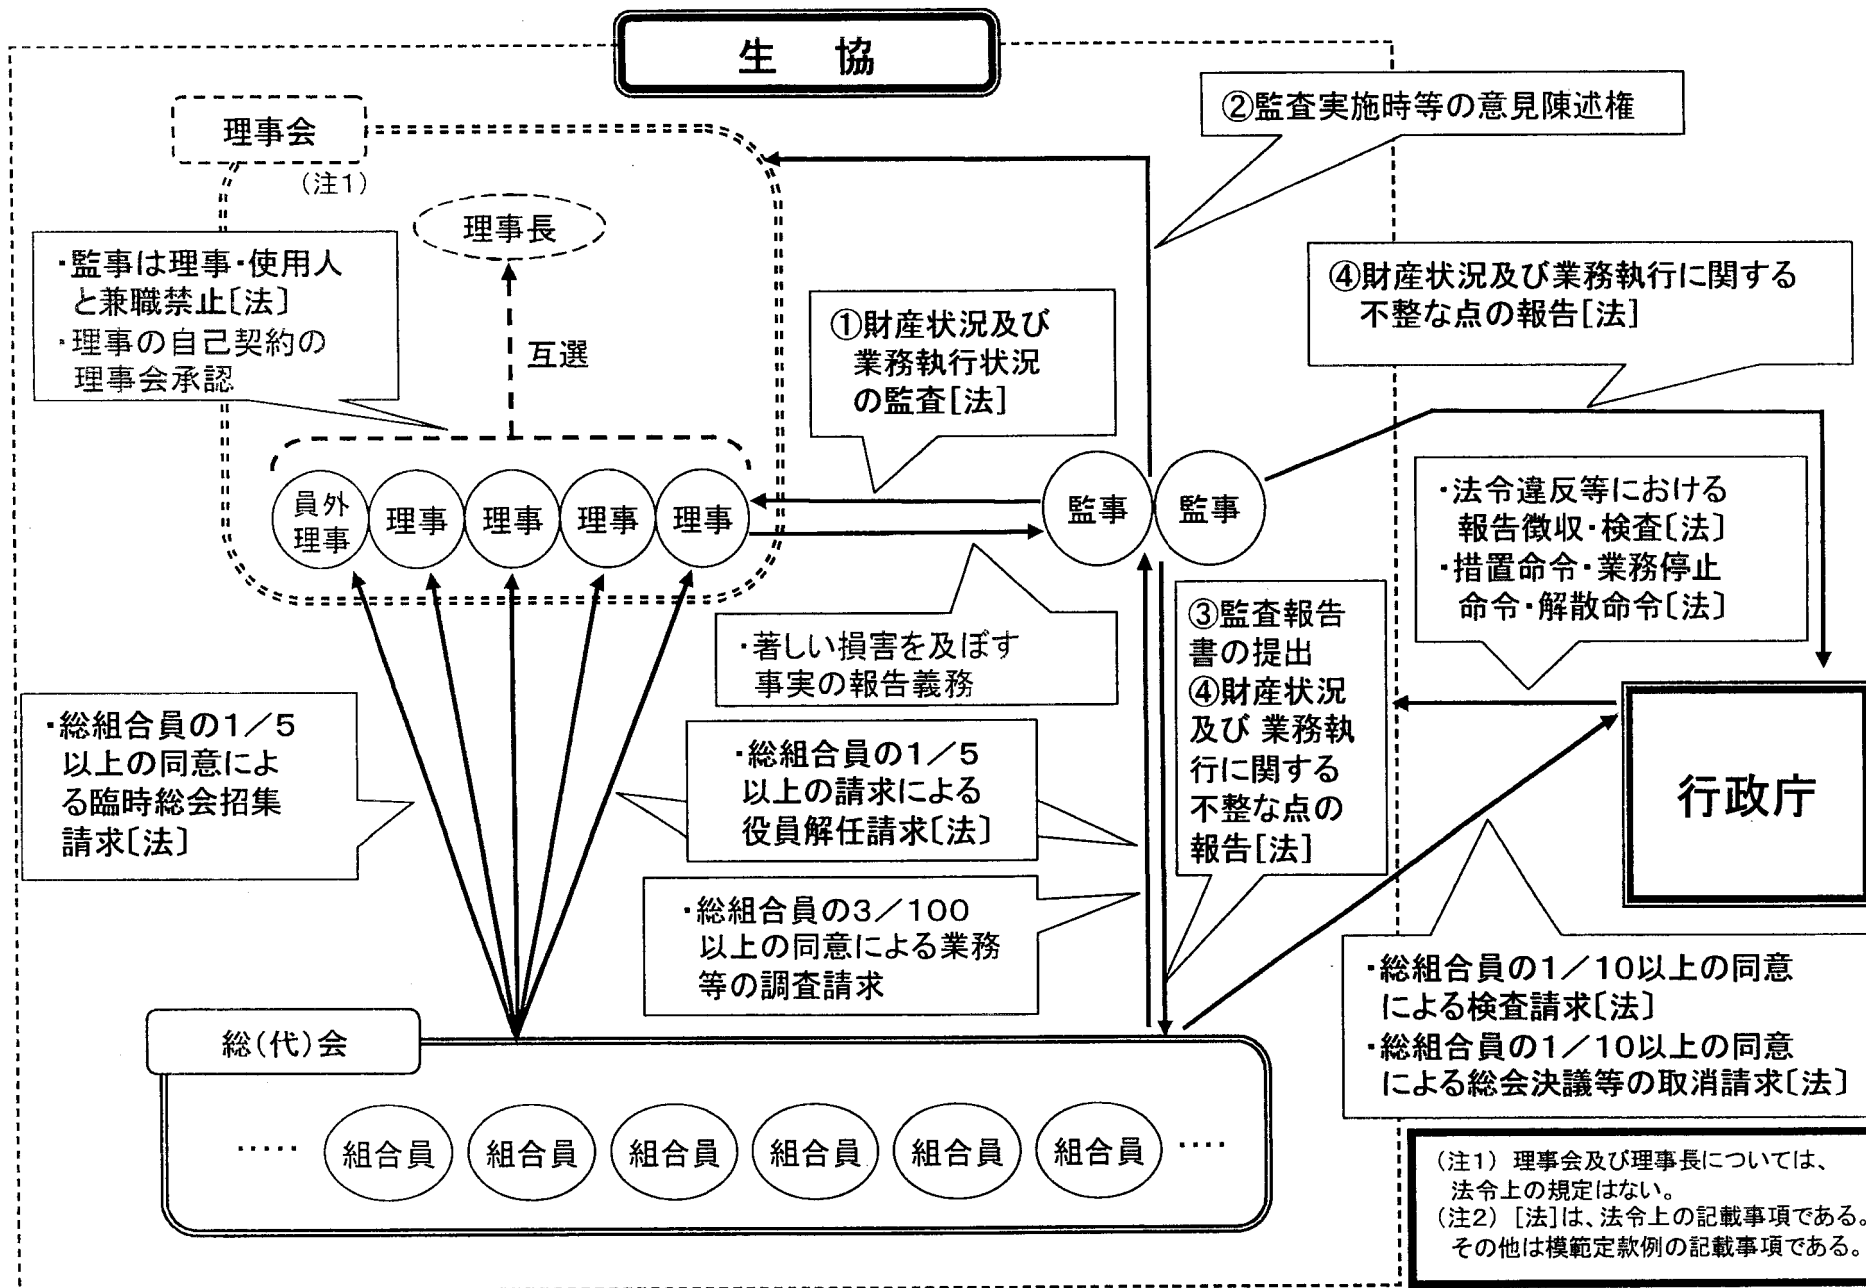 生 協
理事会
(注1)
理事長
・監事は理事・使用人
と兼職禁止〔法〕
・理事の自己契約の
理事会承認
互選
②監査実施時等の意見陳述権
①財産状況及び
業務執行状況
の監査[法]
④財産状況及び業務執行に関する
不整な点の報告[法]
員外
理事
理事
理事
理事
理事
監事
監事
・法令違反等における
報告徴収・検査〔法〕
・措置命令・業務停止
命令・解散命令〔法〕
・著しい損害を及ぼす
事実の報告義務
③監査報告
書の提出
④財産状況
及び 業務執
行に関する
不整な点の
報告[法]
・総組合員の1/5
以上の同意によ
る臨時総会招集
請求〔法〕
・総組合員の1/5
以上の請求による
役員解任請求〔法〕
・総組合員の3/100
以上の同意による業務
等の調査請求
行政庁
・総組合員の1/10以上の同意
による検査請求〔法〕
・総組合員の1/10以上の同意
による総会決議等の取消請求〔法〕
総(代)会
‥‥‥ 組合員 組合員 組合員 組合員 組合員 組合員 ‥‥
(注1) 理事会及び理事長については、
法令上の規定はない。
(注2) [法]は、法令上の記載事項である。
その他は模範定款例の記載事項である。